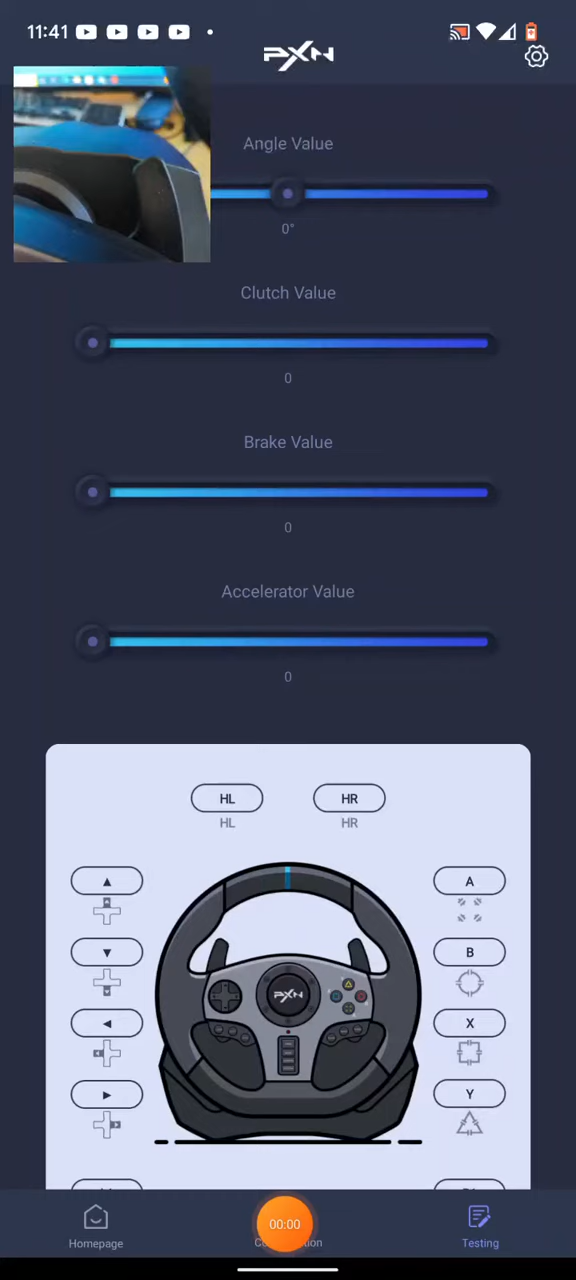 11:41
PXN
Angle Value
0°
Clutch Value
0
Brake Value
0
Accelerator Value
0
HL
HR
HL
HR
▲
A
▼
B
◄
X
►
Y
PXN
Homepage
00:00
Testing